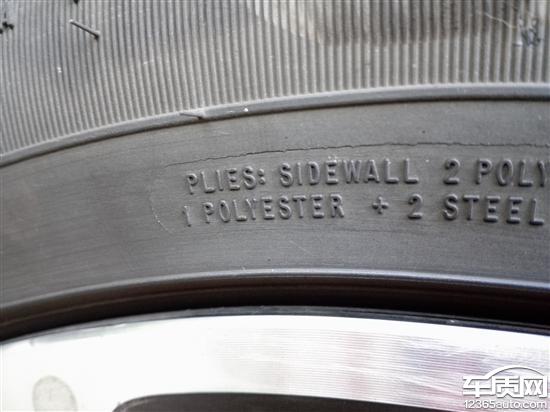 PLIES: SIDEWALL 2 POLY
1 POLYESTER + 2 STEEL
车质网
12365auto.com